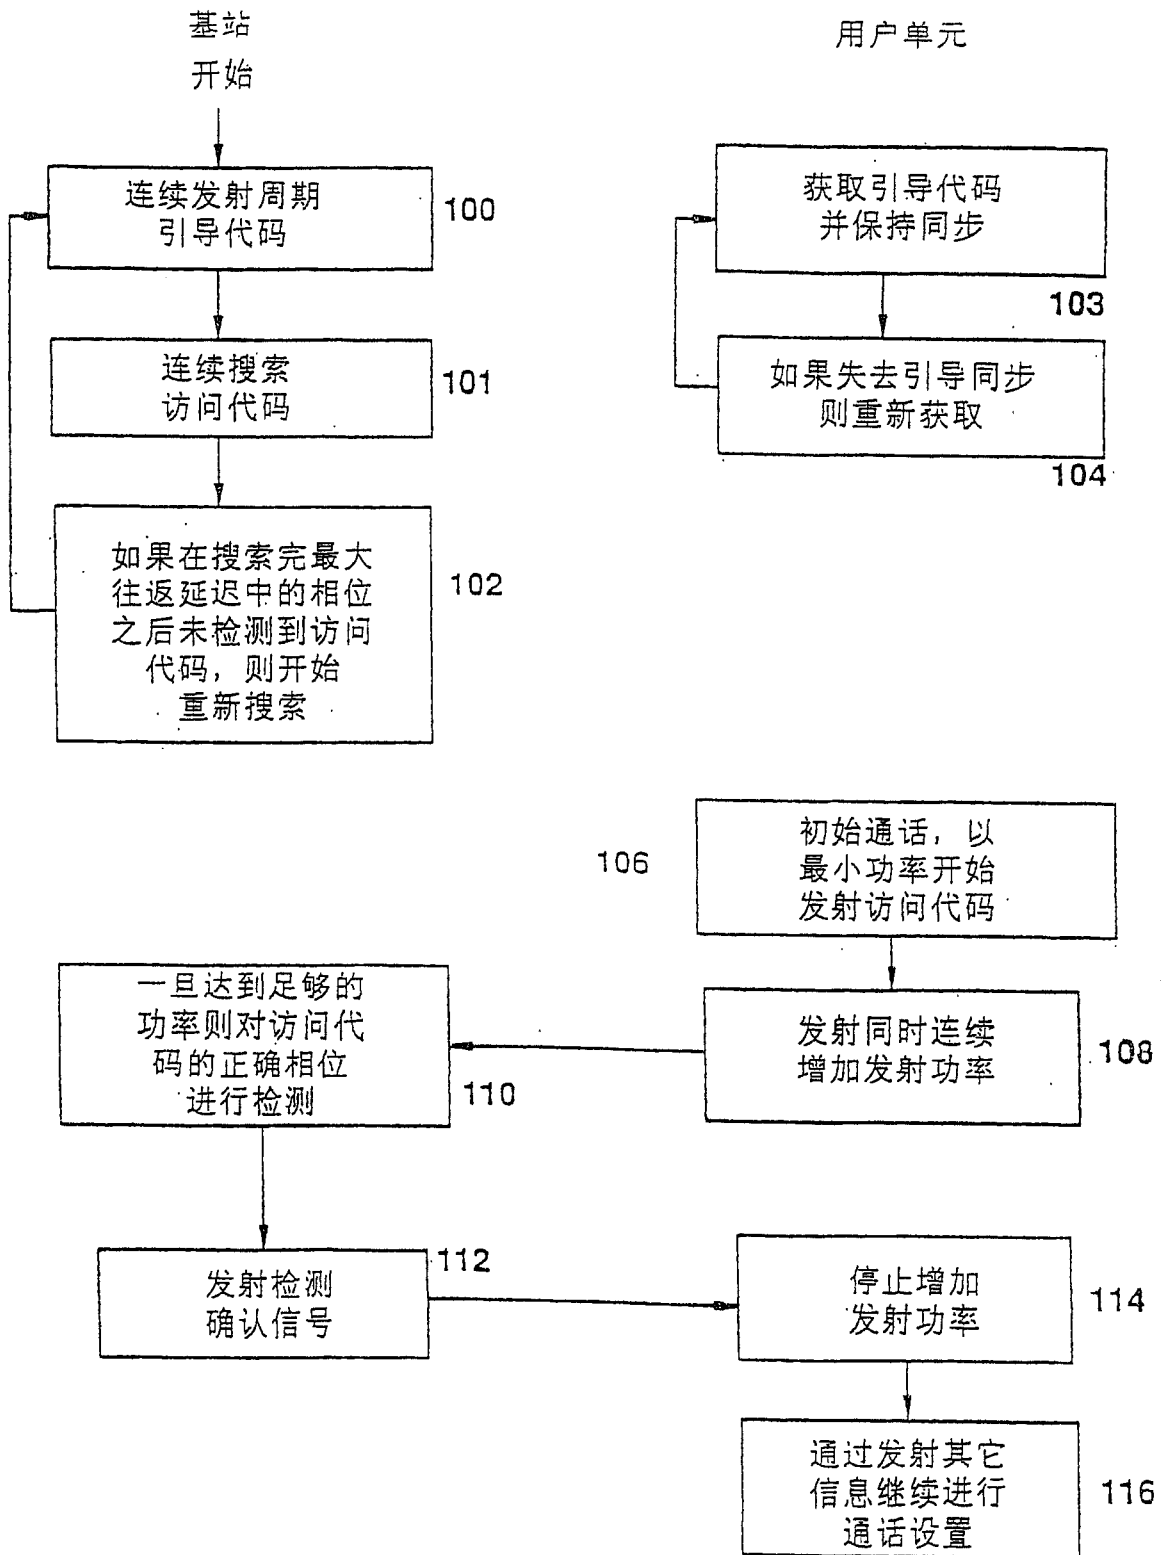 基站
开始
用户单元
连续发射周期
引导代码
100
获取引导代码
并保持同步
103
连续搜索
访问代码
101
如果失去引导同步
则重新获取
104
如果在搜索完最大
往返延迟中的相位
之后未检测到访问
代码，则开始
重新搜索
102
初始通话，以
最小功率开始
发射访问代码
106
一旦达到足够的
功率则对访问代
码的正确相位
进行检测
110
发射同时连续
增加发射功率
108
发射检测
确认信号
112
停止增加
发射功率
114
通过发射其它
信息继续进行
通话设置
116